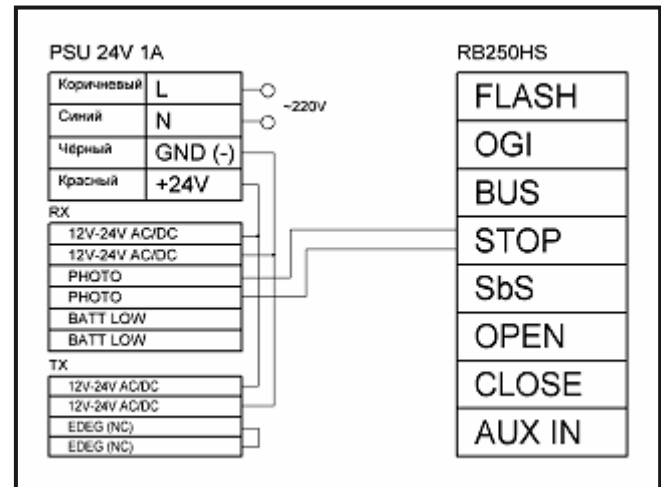 PSU 24V 1A
Коричневый L
Синий N
Чёрный GND (-)
Красный +24V
~220V
RX
12V-24V AC/DC
12V-24V AC/DC
PHOTO
PHOTO
BATT LOW
BATT LOW
TX
12V-24V AC/DC
12V-24V AC/DC
EDEG (NC)
EDEG (NC)
RB250HS
FLASH
OGI
BUS
STOP
SbS
OPEN
CLOSE
AUX IN